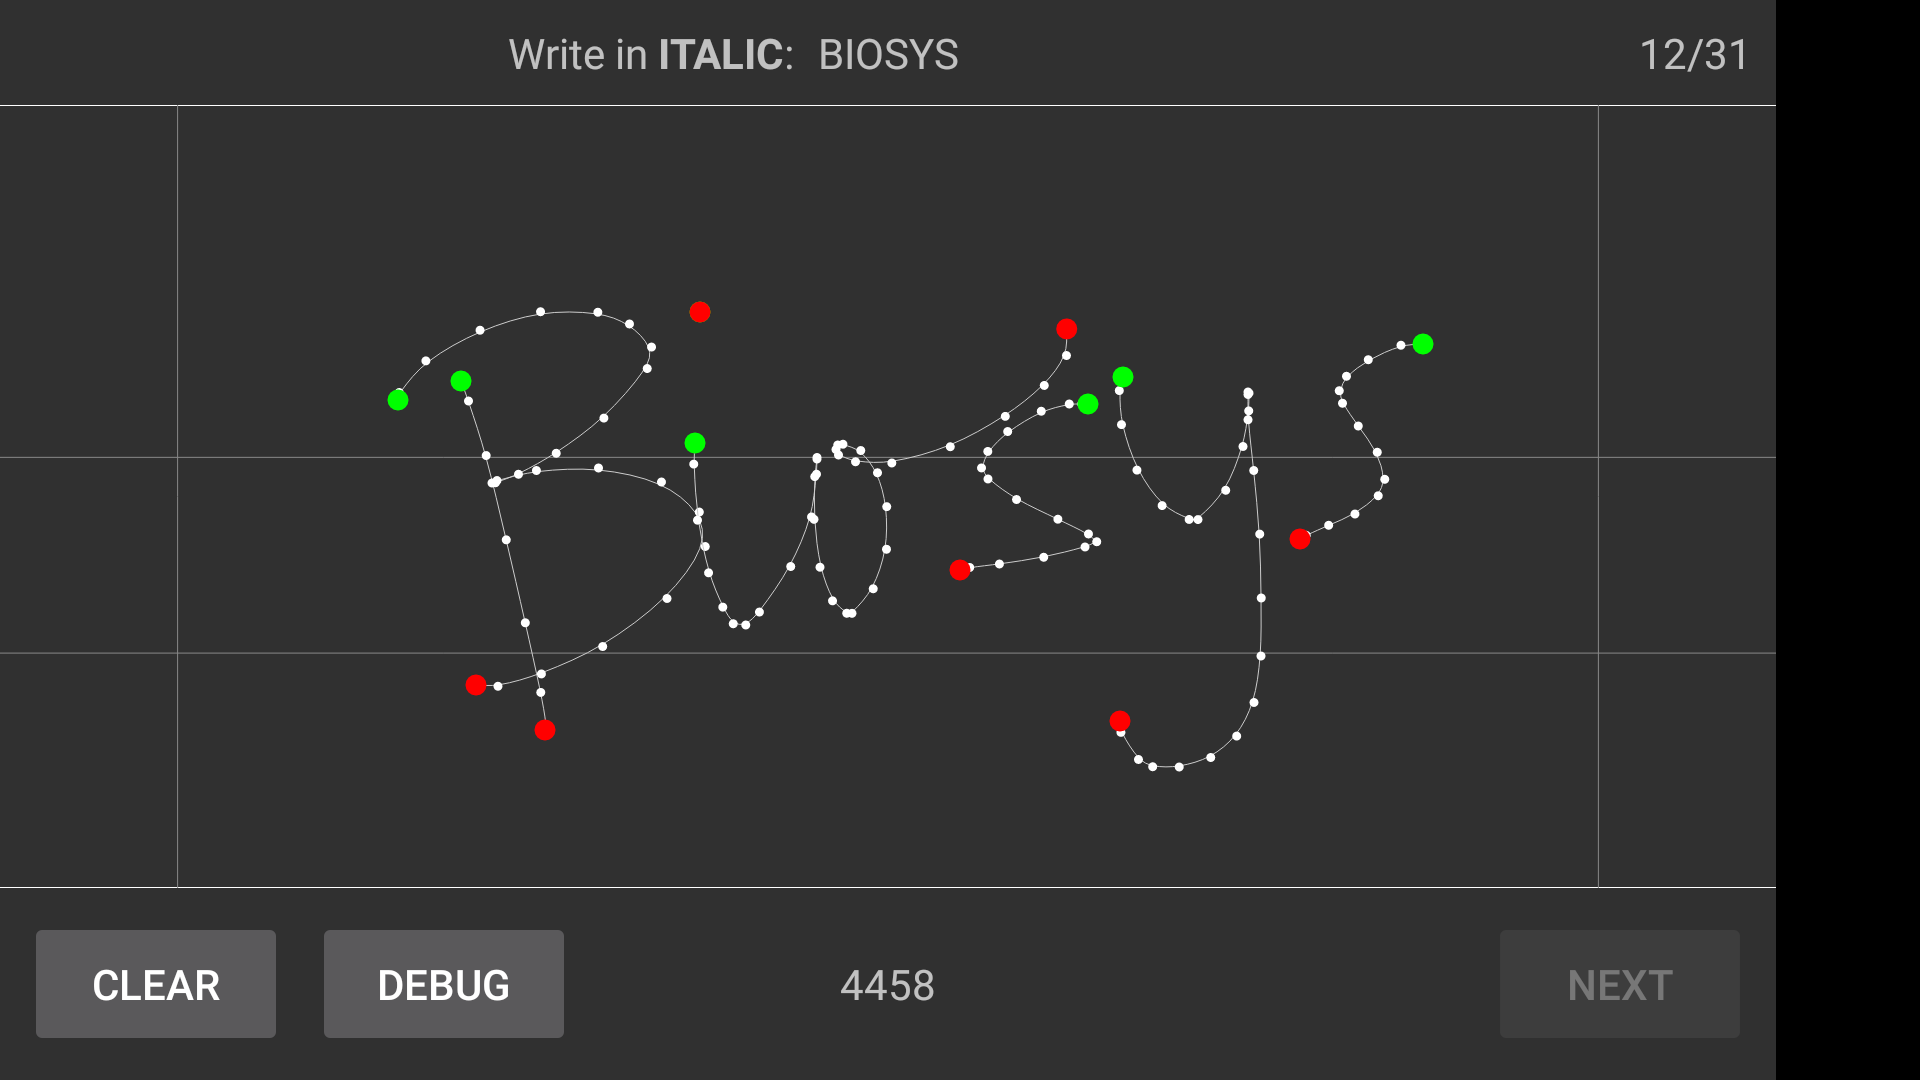 Write in ITALIC: BIOSYS
12/31
Biosys
CLEAR
DEBUG
4458
NEXT